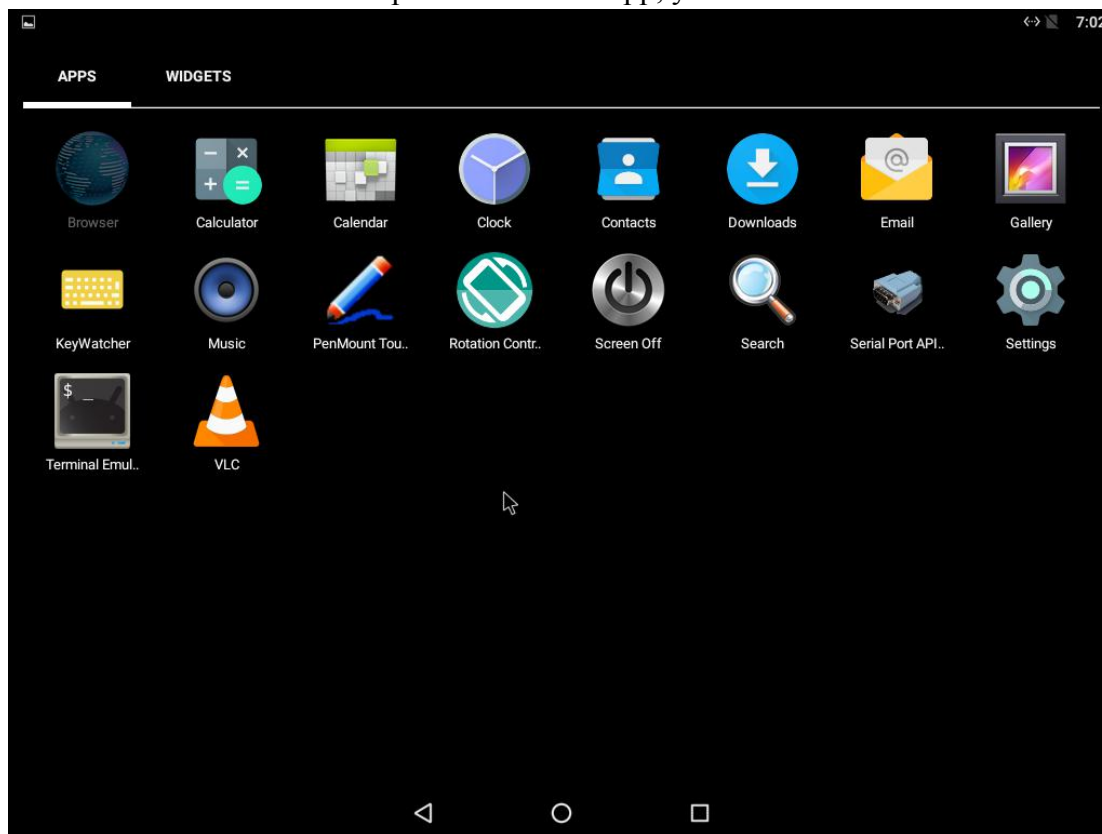 7:02
APPS WIDGETS
Browser Calculator Calendar Clock Contacts Downloads Email Gallery
KeyWatcher Music PenMount Tou.. Rotation Contr.. Screen Off Search Serial Port API.. Settings
$ _
Terminal Emul.. VLC